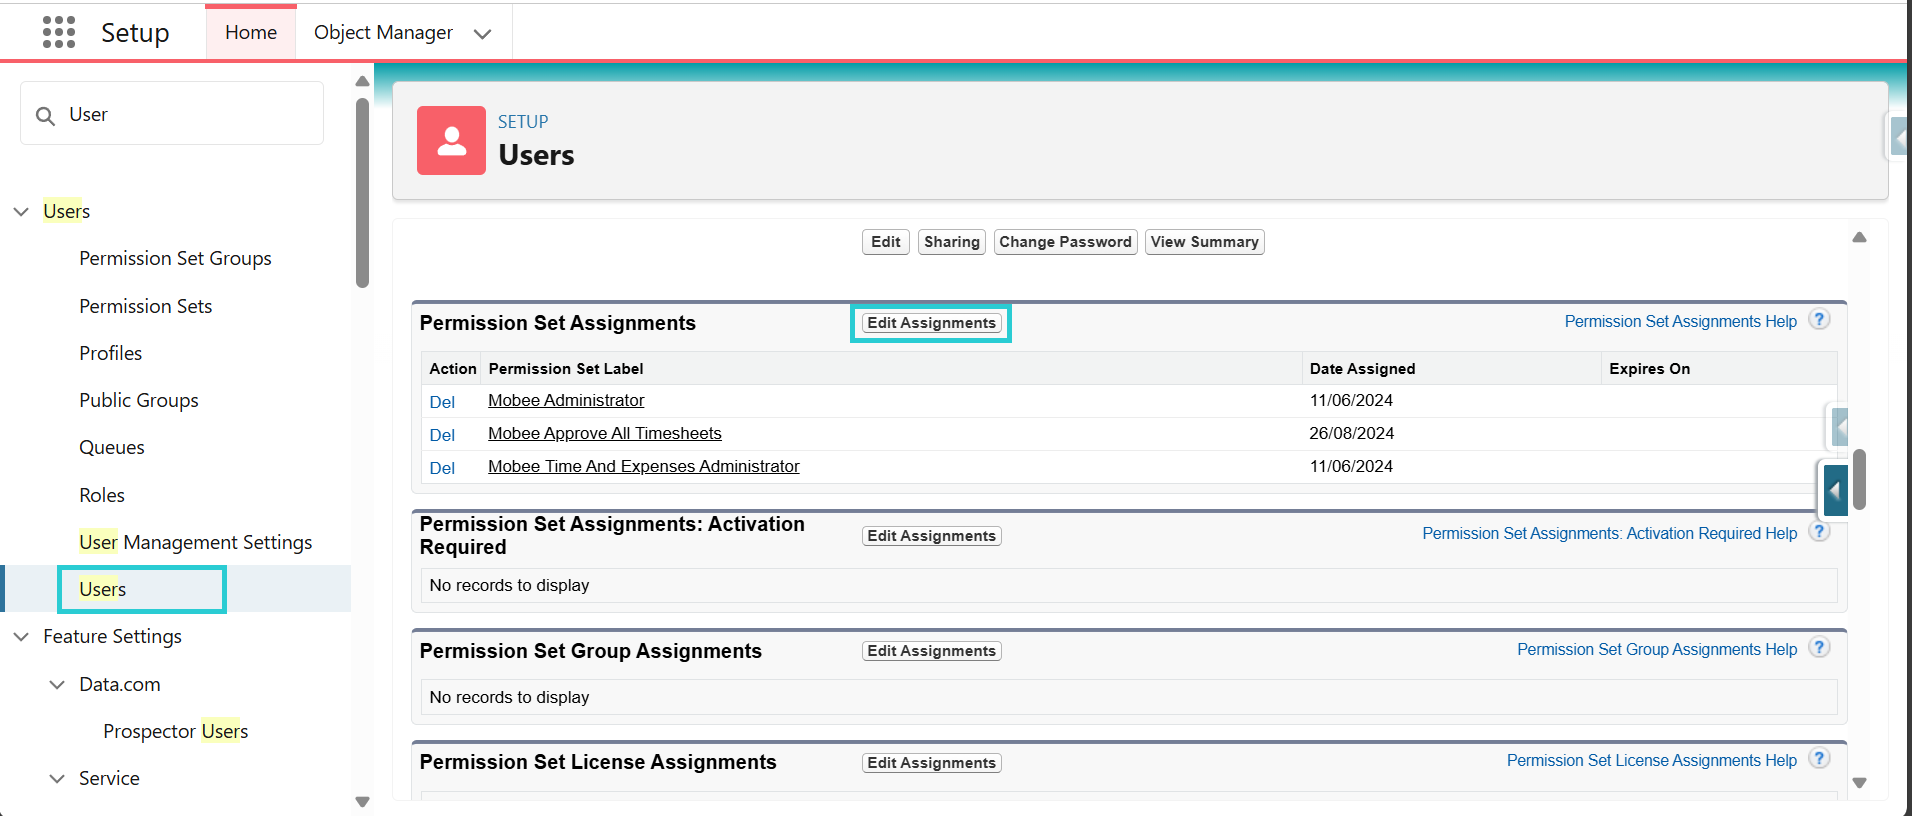 Setup
Home
Object Manager
User
Users
Permission Set Groups
Permission Sets
Profiles
Public Groups
Queues
Roles
User Management Settings
Users
Feature Settings
Data.com
Prospector Users
Service
SETUP
Users
Edit Sharing Change Password View Summary
Permission Set Assignments Edit Assignments Permission Set Assignments Help ?
Action Permission Set Label Date Assigned Expires On
Del Mobee Administrator 11/06/2024
Del Mobee Approve All Timesheets 26/08/2024
Del Mobee Time And Expenses Administrator 11/06/2024
Permission Set Assignments: Activation
Required
Edit Assignments Permission Set Assignments: Activation Required Help ?
No records to display
Permission Set Group Assignments Edit Assignments Permission Set Group Assignments Help ?
No records to display
Permission Set License Assignments Edit Assignments Permission Set License Assignments Help ?